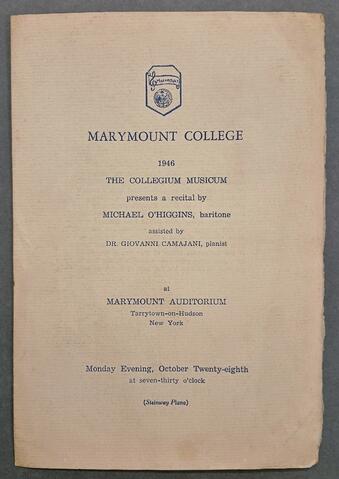 MARYMOUNT COLLEGE
1946
THE COLLEGIUM MUSICUM
presents a recital by
MICHAEL O'HIGGINS, baritone
assisted by
DR. GIOVANNI CAMAJANI, pianist
at
MARYMOUNT AUDITORIUM
Tarrytown-on-Hudson
New York
Monday Evening, October Twenty-eighth
at seven-thirty o'clock
(Steinway Piano)